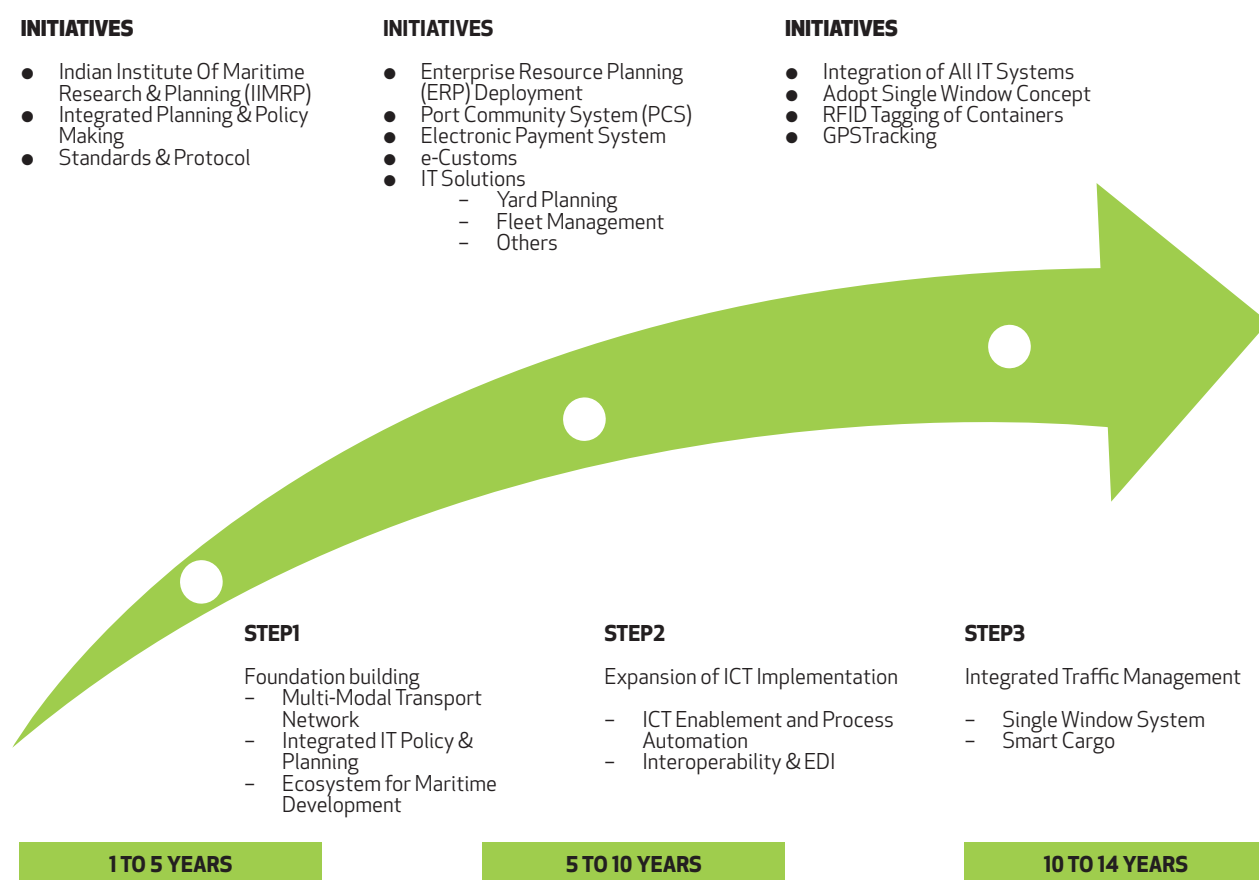 INITIATIVES
● Indian Institute Of Maritime
Research & Planning (IIMRP)
● Integrated Planning & Policy
Making
● Standards & Protocol
INITIATIVES
● Enterprise Resource Planning
(ERP) Deployment
● Port Community System (PCS)
● Electronic Payment System
● e-Customs
● IT Solutions
– Yard Planning
– Fleet Management
– Others
INITIATIVES
● Integration of All IT Systems
● Adopt Single Window Concept
● RFID Tagging of Containers
● GPSTracking
STEP1
Foundation building
– Multi-Modal Transport
Network
– Integrated IT Policy &
Planning
– Ecosystem for Maritime
Development
STEP2
Expansion of ICT Implementation
– ICT Enablement and Process
Automation
– Interoperability & EDI
STEP3
Integrated Traffic Management
– Single Window System
– Smart Cargo
1 TO 5 YEARS
5 TO 10 YEARS
10 TO 14 YEARS